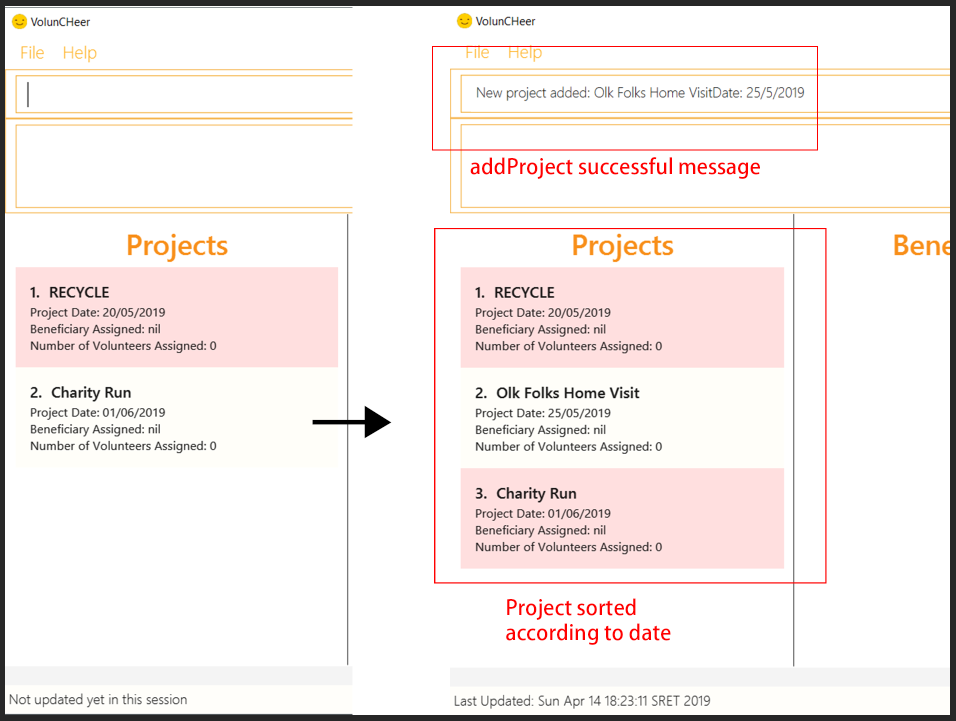 VolunCHeer
File Help
Projects
1. RECYCLE
Project Date: 20/05/2019
Beneficiary Assigned: nil
Number of Volunteers Assigned: 0
2. Charity Run
Project Date: 01/06/2019
Beneficiary Assigned: nil
Number of Volunteers Assigned: 0
Not updated yet in this session
VolunCHeer
File Help
New project added: Olk Folks Home VisitDate: 25/5/2019
addProject successful message
Projects
Bene
1. RECYCLE
Project Date: 20/05/2019
Beneficiary Assigned: nil
Number of Volunteers Assigned: 0
2. Olk Folks Home Visit
Project Date: 25/05/2019
Beneficiary Assigned: nil
Number of Volunteers Assigned: 0
3. Charity Run
Project Date: 01/06/2019
Beneficiary Assigned: nil
Number of Volunteers Assigned: 0
Project sorted
according to date
Last Updated: Sun Apr 14 18:23:11 SRET 2019